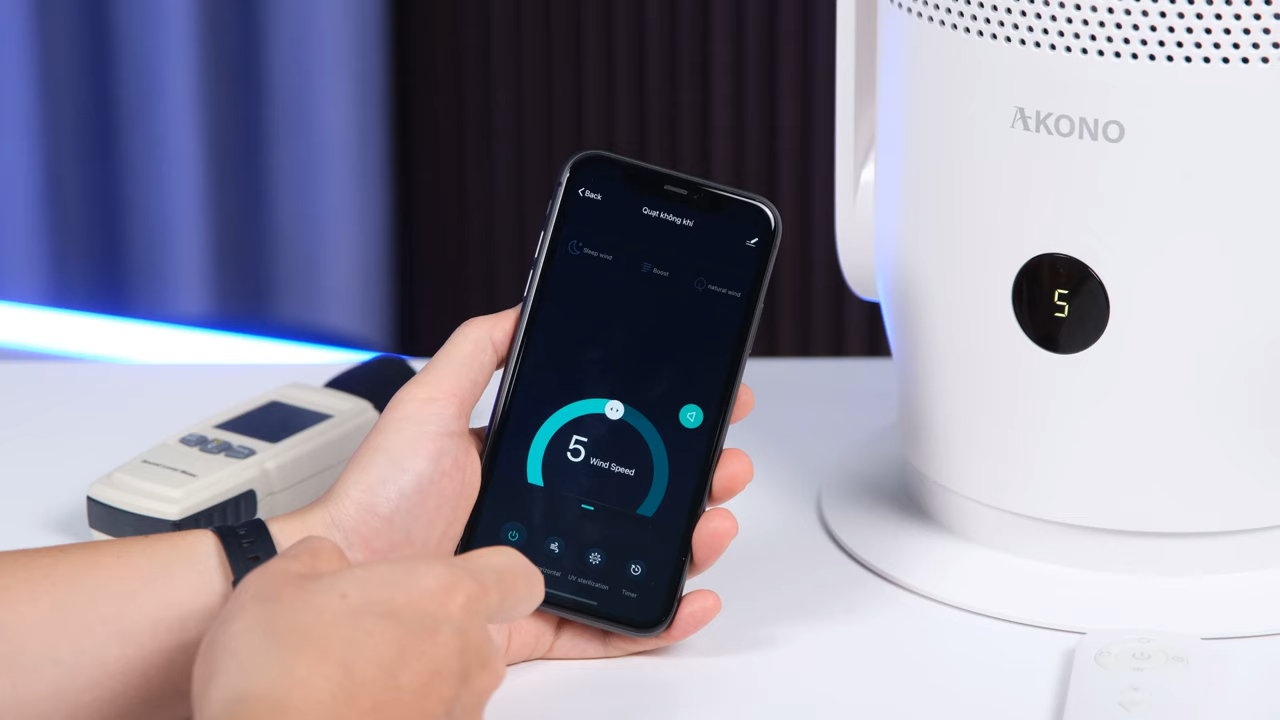 AKONO
Back
Quạt không khí
Sleep wind
Boost
natural wind
5
5 Wind Speed
UV sterilization
Timer